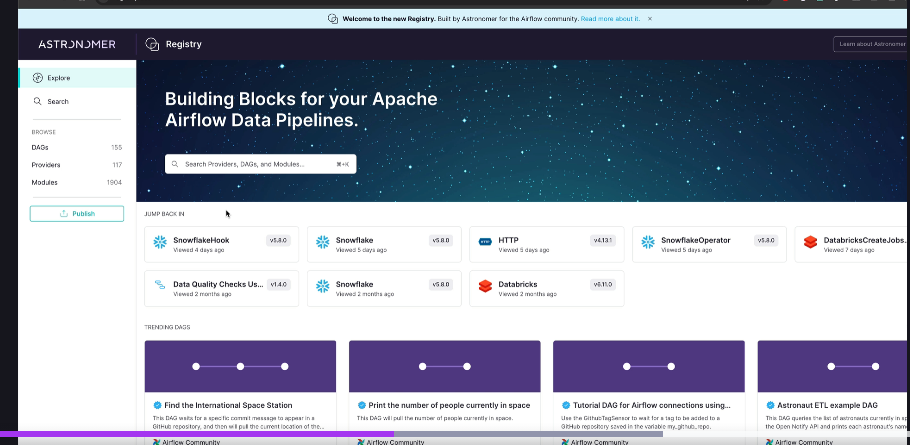 Welcome to the new Registry. Built by Astronomer for the Airflow community. Read more about it. ×
ASTRONOMER
Registry
Learn about Astronomer
Explore
Search
BROWSE
DAGs 155
Providers 117
Modules 1904
Publish
Building Blocks for your Apache
Airflow Data Pipelines.
Search Providers, DAGs, and Modules... ⌘+K
JUMP BACK IN
SnowflakeHook v5.8.0
Viewed 4 days ago
Snowflake v5.8.0
Viewed 5 days ago
HTTP v4.13.1
Viewed 5 days ago
SnowflakeOperator v5.8.0
Viewed 5 days ago
DatabricksCreateJobs...
Viewed 7 days ago
Data Quality Checks Us... v1.4.0
Viewed 2 months ago
Snowflake v5.8.0
Viewed 2 months ago
Databricks v6.11.0
Viewed 2 months ago
TRENDING DAGS
Find the International Space Station
This DAG waits for a specific commit message to appear in a
GitHub repository, and then will pull the current location of the...
Airflow Community
Print the number of people currently in space
This DAG will pull the number of people currently in space.
Airflow Community
Tutorial DAG for Airflow connections using...
Use the GithubTagSensor to wait for a tag to be added to a
GitHub repository saved in the variable my_github_repo.
Airflow Community
Astronaut ETL example DAG
This DAG queries the list of astronauts currently in
the Open Notify API and prints each astronaut's
Airflow Community